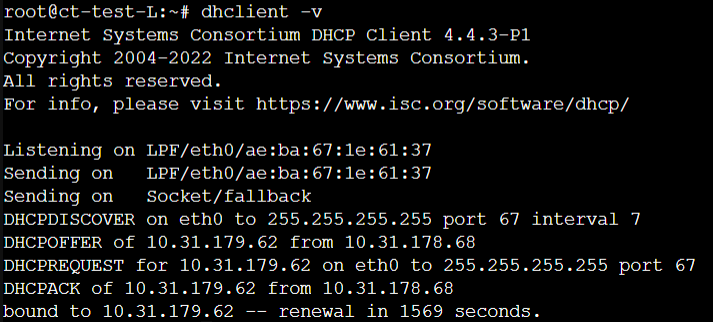 root@ct-test-L:~# dhclient -v
Internet Systems Consortium DHCP Client 4.4.3-P1
Copyright 2004-2022 Internet Systems Consortium.
All rights reserved.
For info, please visit https://www.isc.org/software/dhcp/

Listening on LPF/eth0/ae:ba:67:1e:61:37
Sending on   LPF/eth0/ae:ba:67:1e:61:37
Sending on   Socket/fallback
DHCPDISCOVER on eth0 to 255.255.255.255 port 67 interval 7
DHCPOFFER of 10.31.179.62 from 10.31.178.68
DHCPREQUEST for 10.31.179.62 on eth0 to 255.255.255.255 port 67
DHCPACK of 10.31.179.62 from 10.31.178.68
bound to 10.31.179.62 -- renewal in 1569 seconds.